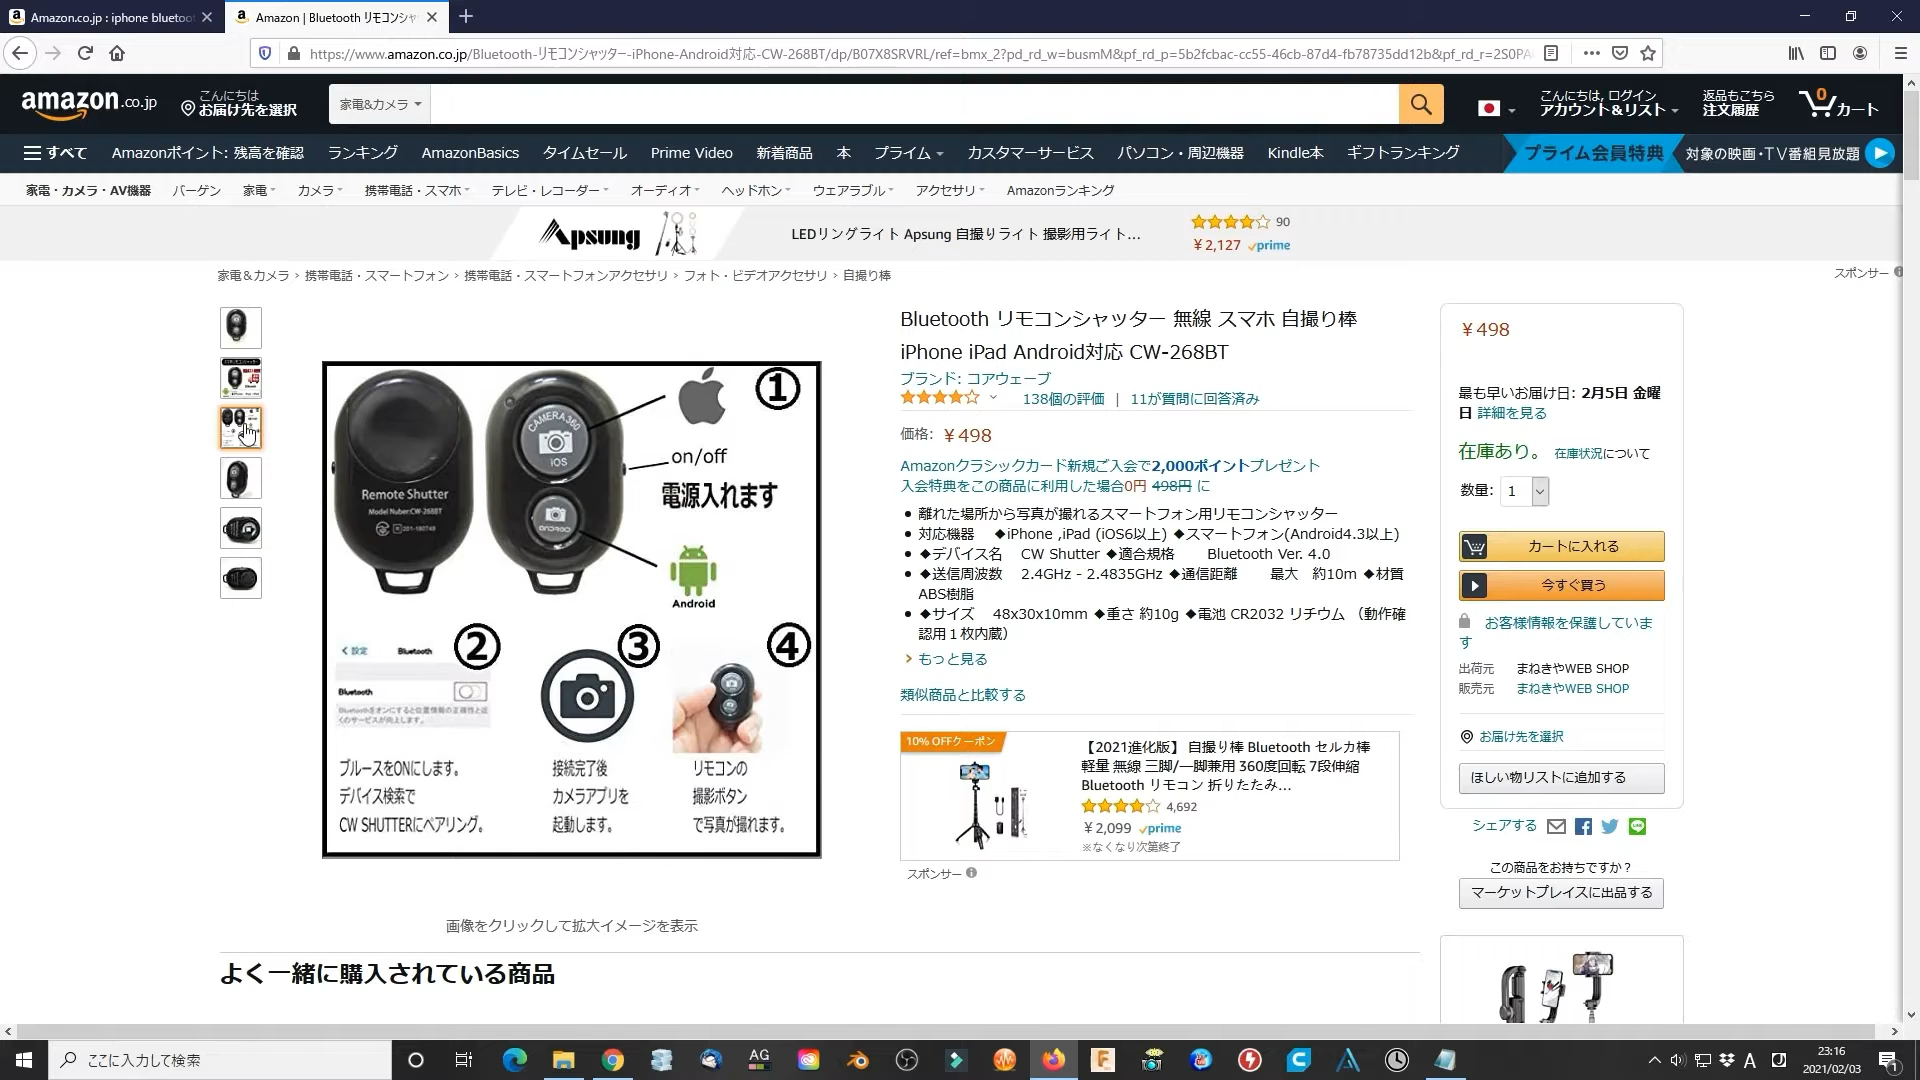 Amazon.co.jp : iphone bluetoot
Amazon | Bluetooth リモコンシャ
https://www.amazon.co.jp/Bluetooth-リモコンシャッター-iPhone-Android対応-CW-268BT/dp/B07X8SRVRL/ref=bmx_2?pd_rd_w=busmM&pf_rd_p=5b2fcbac-cc55-46cb-87d4-fb78735dd12b&pf_rd_r=2S0PA
amazon.co.jp
こんにちは
お届け先を選択
家電&カメラ
こんにちは, ログイン
アカウント&リスト
返品もこちら
注文履歴
0
カート
すべて
Amazonポイント: 残高を確認
ランキング
AmazonBasics
タイムセール
Prime Video
新着商品
本
プライム
カスタマーサービス
パソコン・周辺機器
Kindle本
ギフトランキング
プライム会員特典
対象の映画・TV番組見放題
家電・カメラ・AV機器
バーゲン
家電
カメラ
携帯電話・スマホ
テレビ・レコーダー
オーディオ
ヘッドホン
ウェアラブル
アクセサリ
Amazonランキング
Apsung
LEDリングライト Apsung 自撮りライト 撮影用ライト...
90
￥2,127 prime
家電＆カメラ › 携帯電話・スマートフォン › 携帯電話・スマートフォンアクセサリ › フォト・ビデオアクセサリ › 自撮り棒
スポンサー
Remote Shutter
Model Nuber:CW-268BT
CAMERA360
iOS
ANDROID
①
on/off
電源入れます
Android
②
③
④
設定
Bluetooth
Bluetooth
ブルースをONにします。
デバイス検索で
CW SHUTTERにペアリング。
接続完了後
カメラアプリを
起動します。
リモコンの
撮影ボタン
で写真が撮れます。
画像をクリックして拡大イメージを表示
よく一緒に購入されている商品
Bluetooth リモコンシャッター 無線 スマホ 自撮り棒
iPhone iPad Android対応 CW-268BT
ブランド: コアウェーブ
138個の評価 | 11が質問に回答済み
価格: ￥498
Amazonクラシックカード新規ご入会で2,000ポイントプレゼント
入会特典をこの商品に利用した場合0円 498円 に
● 離れた場所から写真が撮れるスマートフォン用リモコンシャッター
● 対応機器 ◆iPhone ,iPad (iOS6以上) ◆スマートフォン(Android4.3以上)
● ◆デバイス名 CW Shutter ◆適合規格 Bluetooth Ver. 4.0
● ◆送信周波数 2.4GHz - 2.4835GHz ◆通信距離 最大 約10m ◆材質
ABS樹脂
● ◆サイズ 48x30x10mm ◆重さ 約10g ◆電池 CR2032 リチウム （動作確
認用１枚内蔵）
› もっと見る
類似商品と比較する
10% OFFクーポン
【2021進化版】 自撮り棒 Bluetooth セルカ棒
軽量 無線 三脚/一脚兼用 360度回転 7段伸縮
Bluetooth リモコン 折りたたみ...
4,692
￥2,099 prime
※なくなり次第終了
スポンサー
￥498
最も早いお届け日: 2月5日 金曜
日 詳細を見る
在庫あり。 在庫状況について
数量: 1
カートに入れる
今すぐ買う
お客様情報を保護していま
す
出荷元 まねきやWEB SHOP
販売元 まねきやWEB SHOP
お届け先を選択
ほしい物リストに追加する
シェアする
この商品をお持ちですか？
マーケットプレイスに出品する
ここに入力して検索
AG
A
23:16
2021/02/03
1